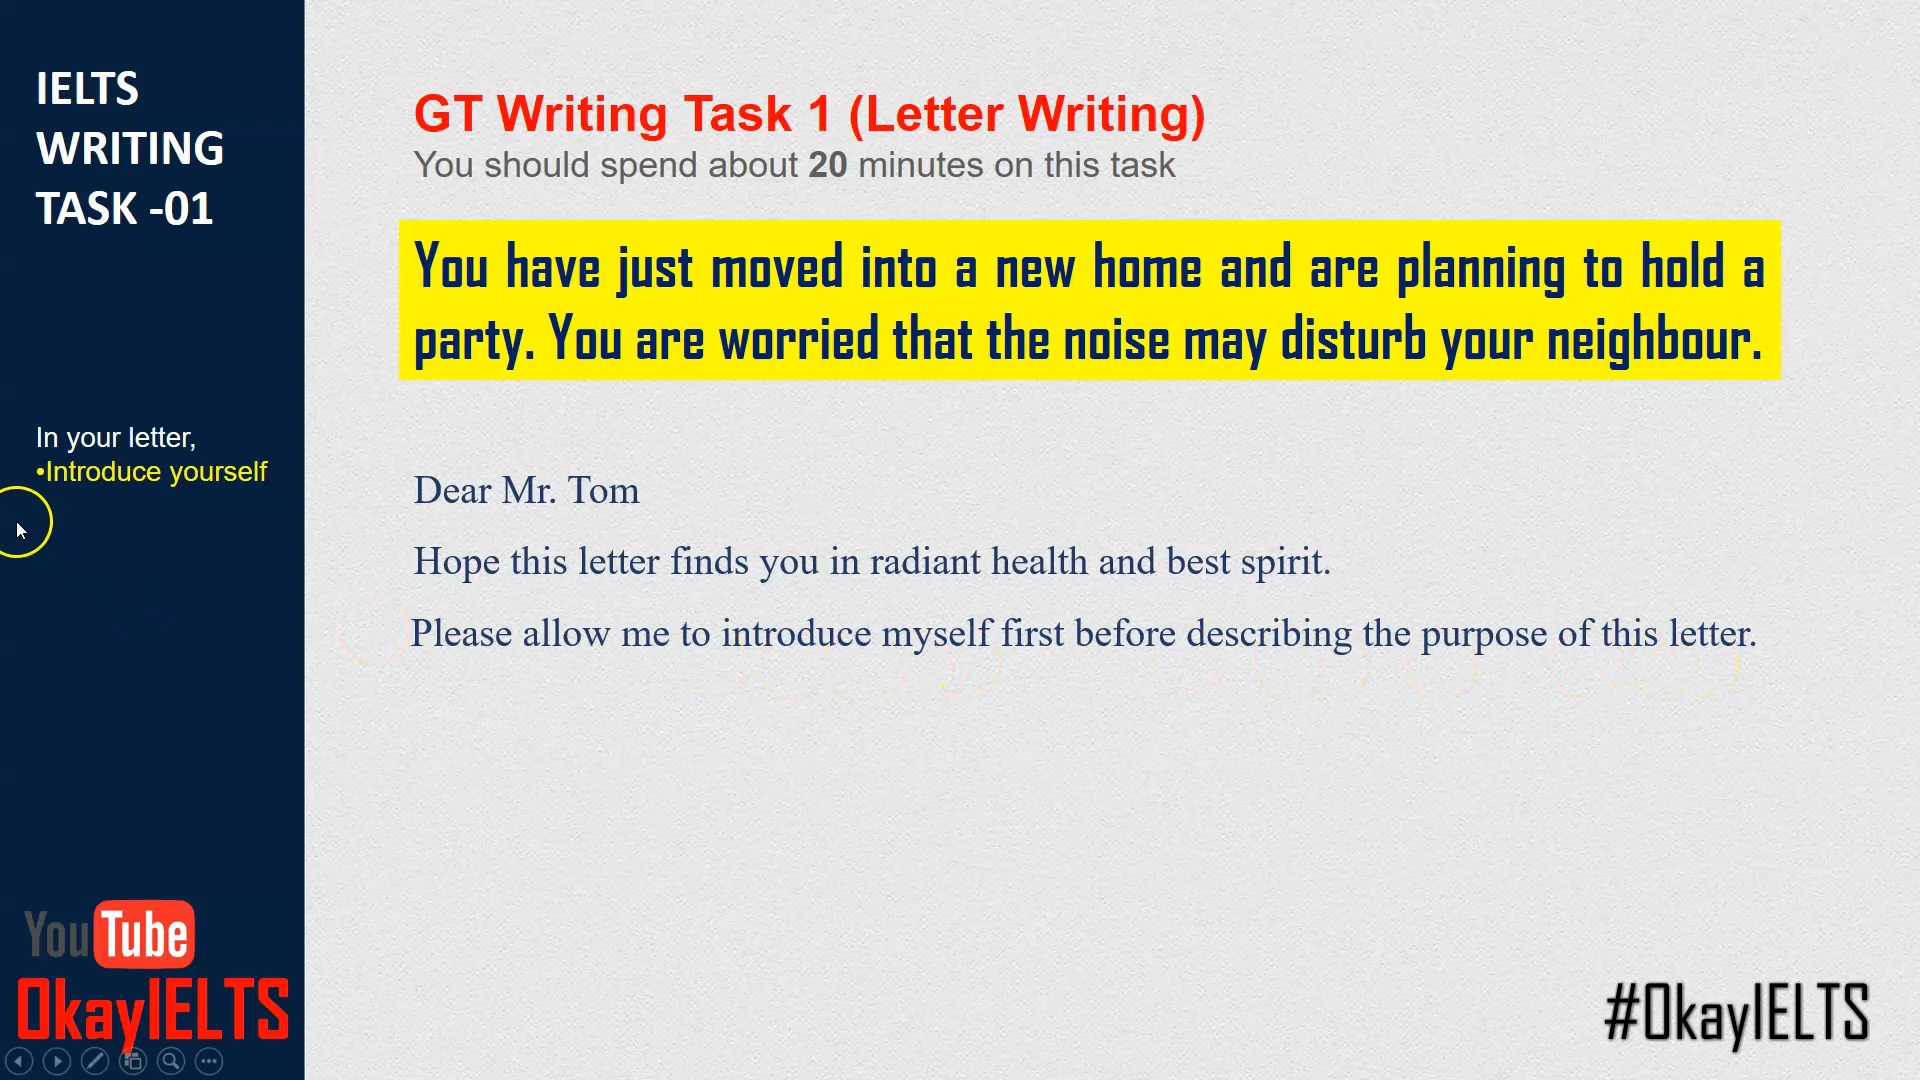 IELTS
WRITING
TASK -01
In your letter,
•Introduce yourself
YouTube
OkayIELTS
GT Writing Task 1 (Letter Writing)
You should spend about 20 minutes on this task
You have just moved into a new home and are planning to hold a
party. You are worried that the noise may disturb your neighbour.
Dear Mr. Tom
Hope this letter finds you in radiant health and best spirit.
Please allow me to introduce myself first before describing the purpose of this letter.
#OkayIELTS